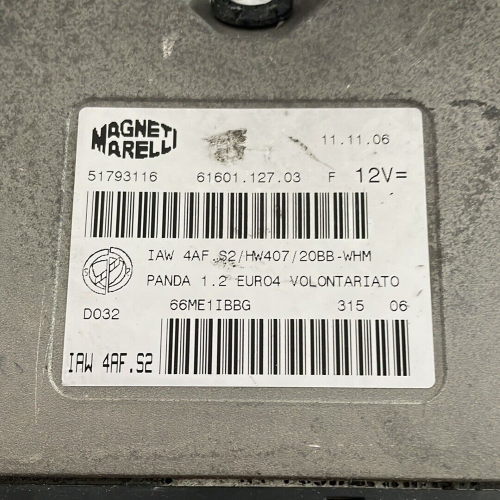 MAGNETI MARELLI
11.11.06
51793116 61601.127.03 F 12V=
IAW 4AF.S2/HW407/20BB-WHM
PANDA 1.2 EURO4 VOLONTARIATO
D032 66ME1IBBG 315 06
IAW 4AF.S2